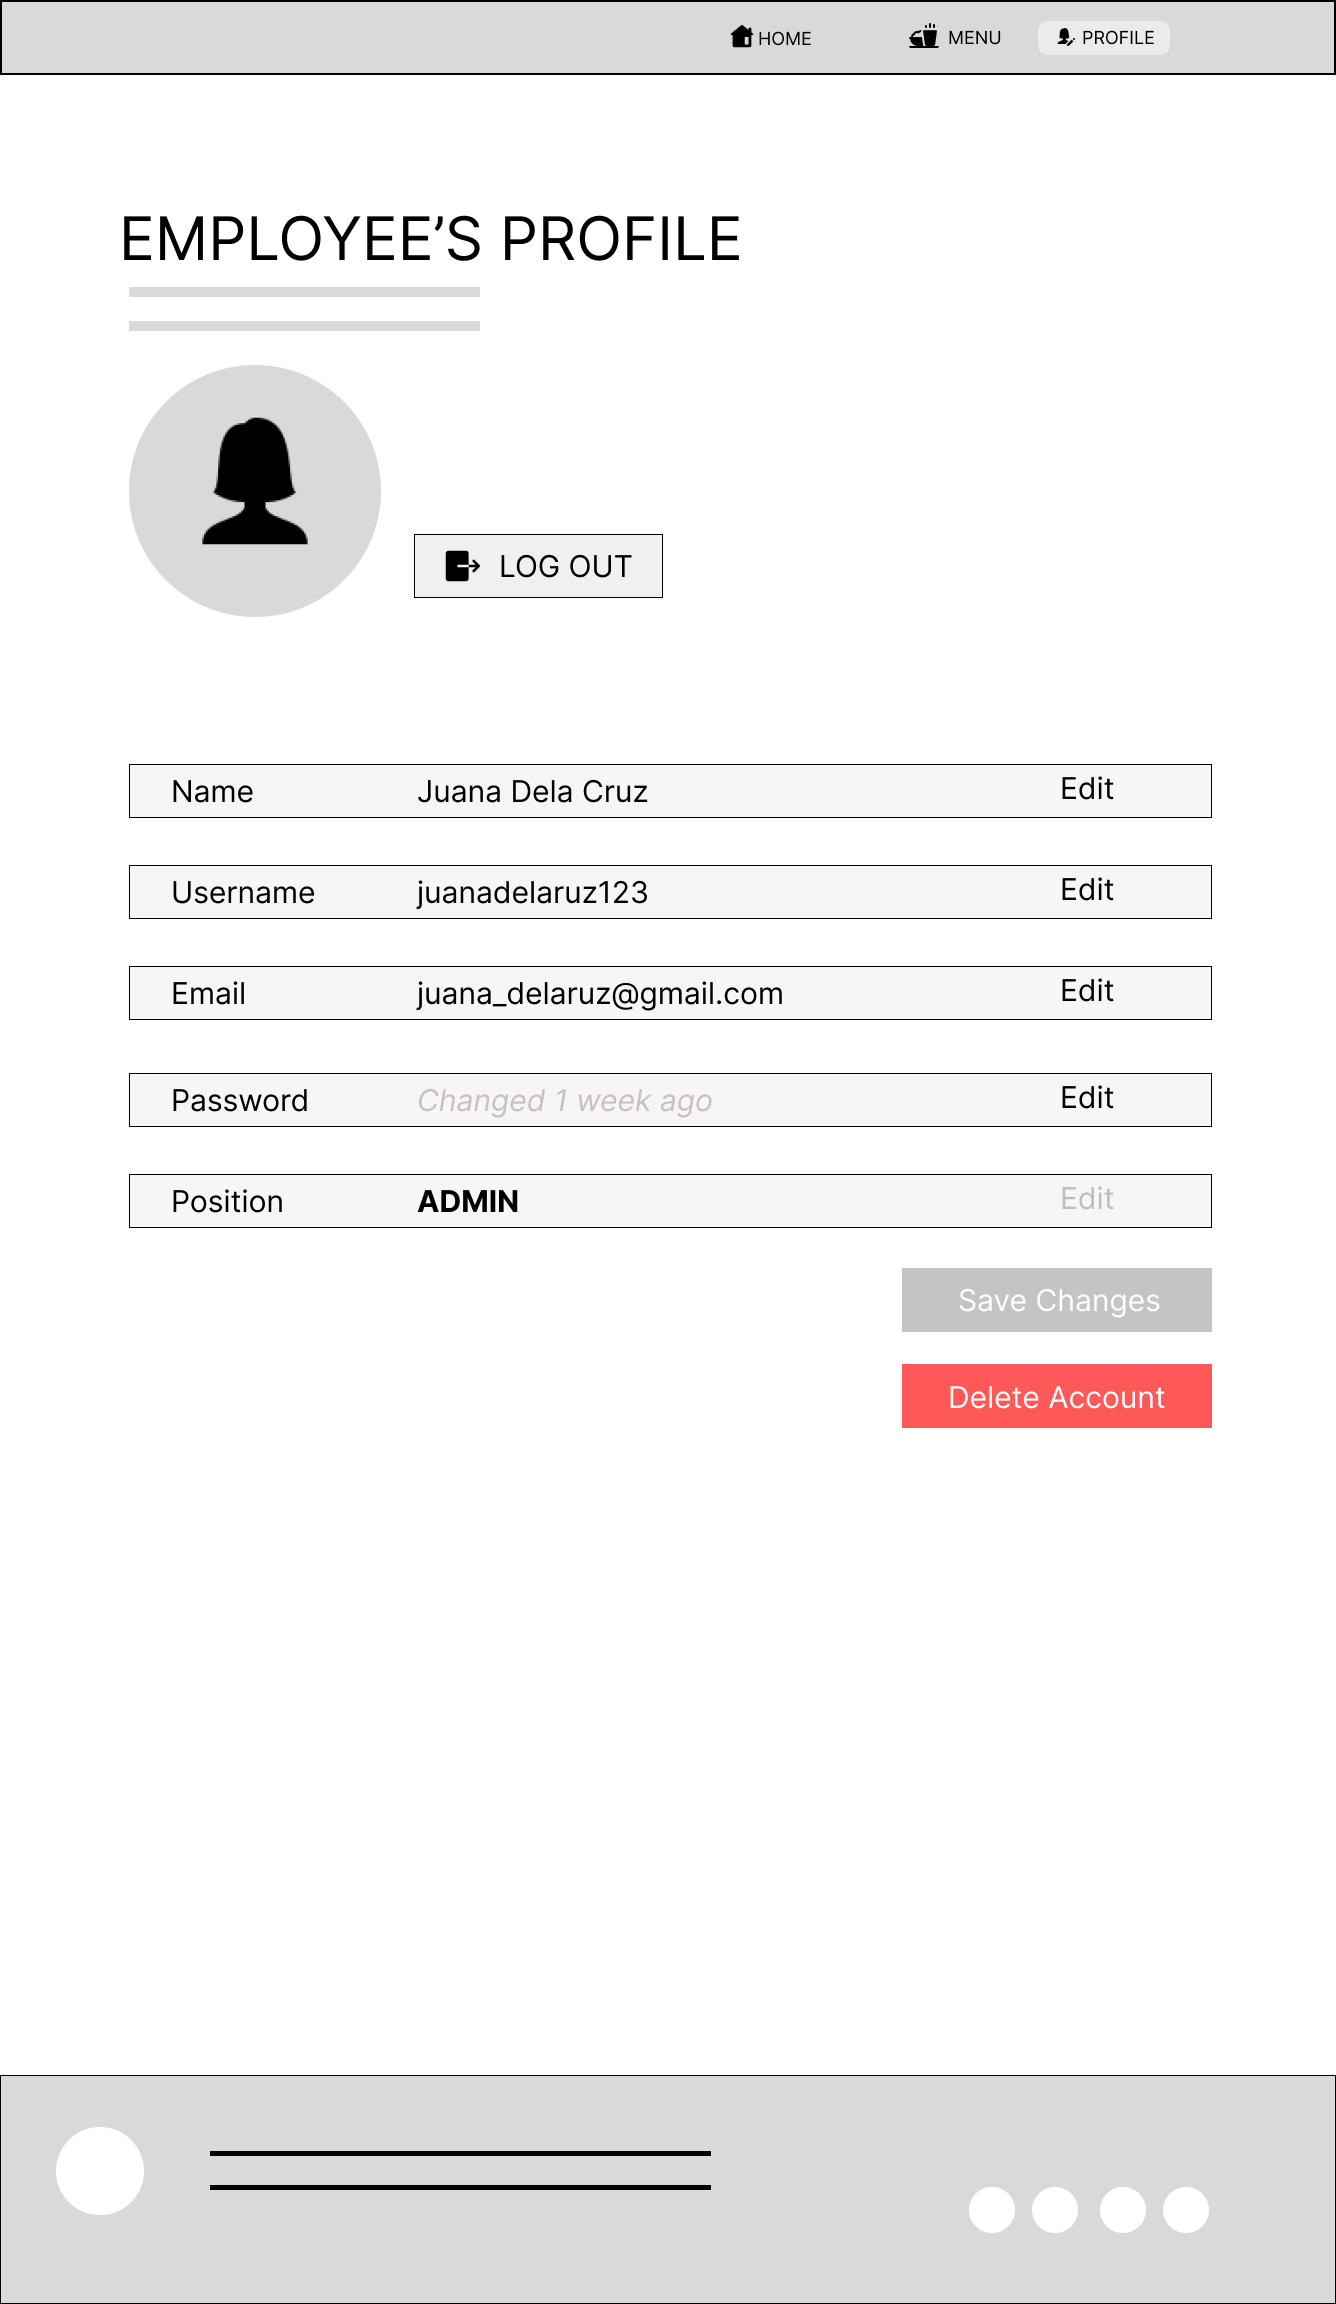 HOME MENU PROFILE
EMPLOYEE’S PROFILE
LOG OUT
Name Juana Dela Cruz Edit
Username juanadelaruz123 Edit
Email juana_delaruz@gmail.com Edit
Password Changed 1 week ago Edit
Position ADMIN Edit
Save Changes
Delete Account